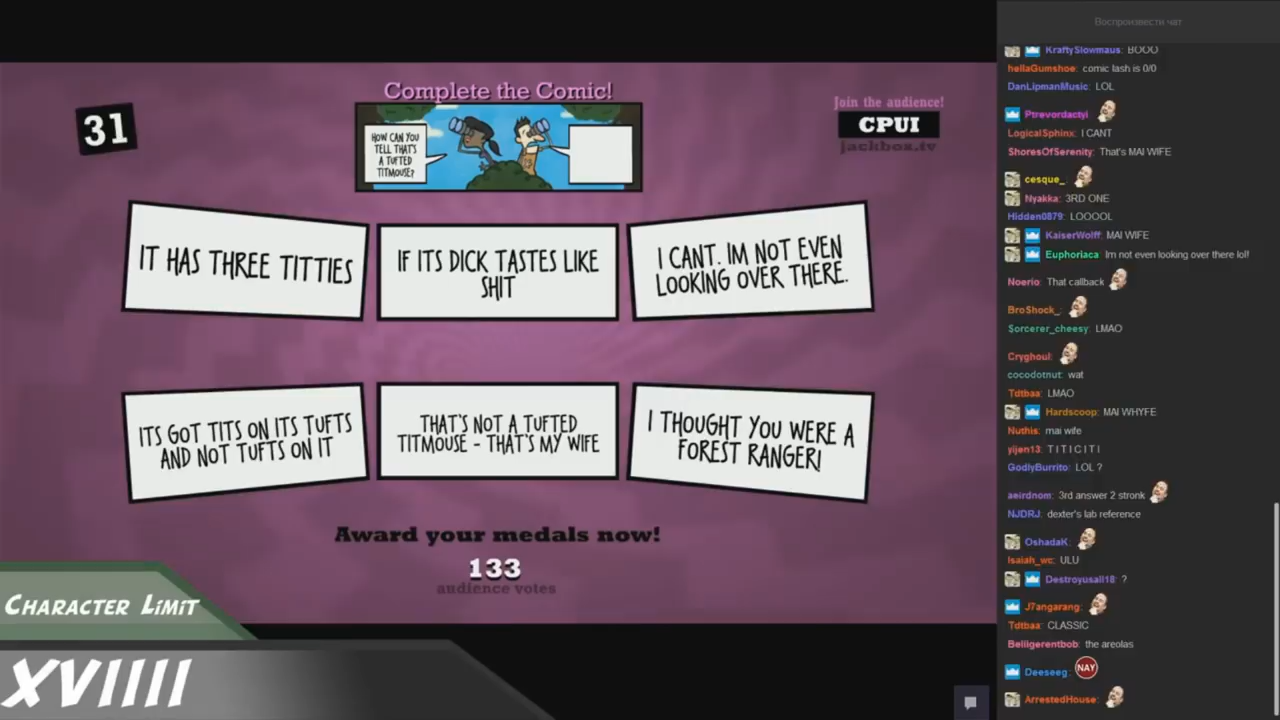 Воспроизвести чат
31
Complete the Comic!
HOW CAN YOU
TELL THAT'S
A TUFTED
TITMOUSE?
Join the audience!
CPUI
jackbox.tv
IT HAS THREE TITTIES
IF ITS DICK TASTES LIKE
SHIT
I CANT. IM NOT EVEN
LOOKING OVER THERE.
ITS GOT TITS ON ITS TUFTS
AND NOT TUFTS ON IT
THAT'S NOT A TUFTED
TITMOUSE - THAT'S MY WIFE
I THOUGHT YOU WERE A
FOREST RANGER!
Award your medals now!
133
audience votes
CHARACTER LIMIT
XVIIII
KraftySlowmaus: BOOO
hellaGumshoe: comic lash is 0/0
DanLipmanMusic: LOL
Ptrevordactyl
LogicalSphinx: I CANT
ShoresOfSerenity: That's MAI WIFE
cesque_:
Nyakka: 3RD ONE
Hidden0879: LOOOOL
KaiserWolff: MAI WIFE
Euphoriaca: Im not even looking over there lol!
Noerio: That callback
BroShock_:
Sorcerer_cheesy: LMAO
Cryghoul:
cocodotnut: wat
Tdtbaa: LMAO
Hardscoop: MAI WHYFE
Nuthis: mai wife
yijen13: T I T I C I T I
GodlyBurrito: LOL ?
aeirdnom: 3rd answer 2 stronk
NJDRJ: dexter's lab reference
OshadaK:
Isaiah_wc: ULU
Destroyusall18: ?
J7angarang:
Tdtbaa: CLASSIC
Belligerentbob: the areolas
Deeseeg: NAY
ArrestedHouse: